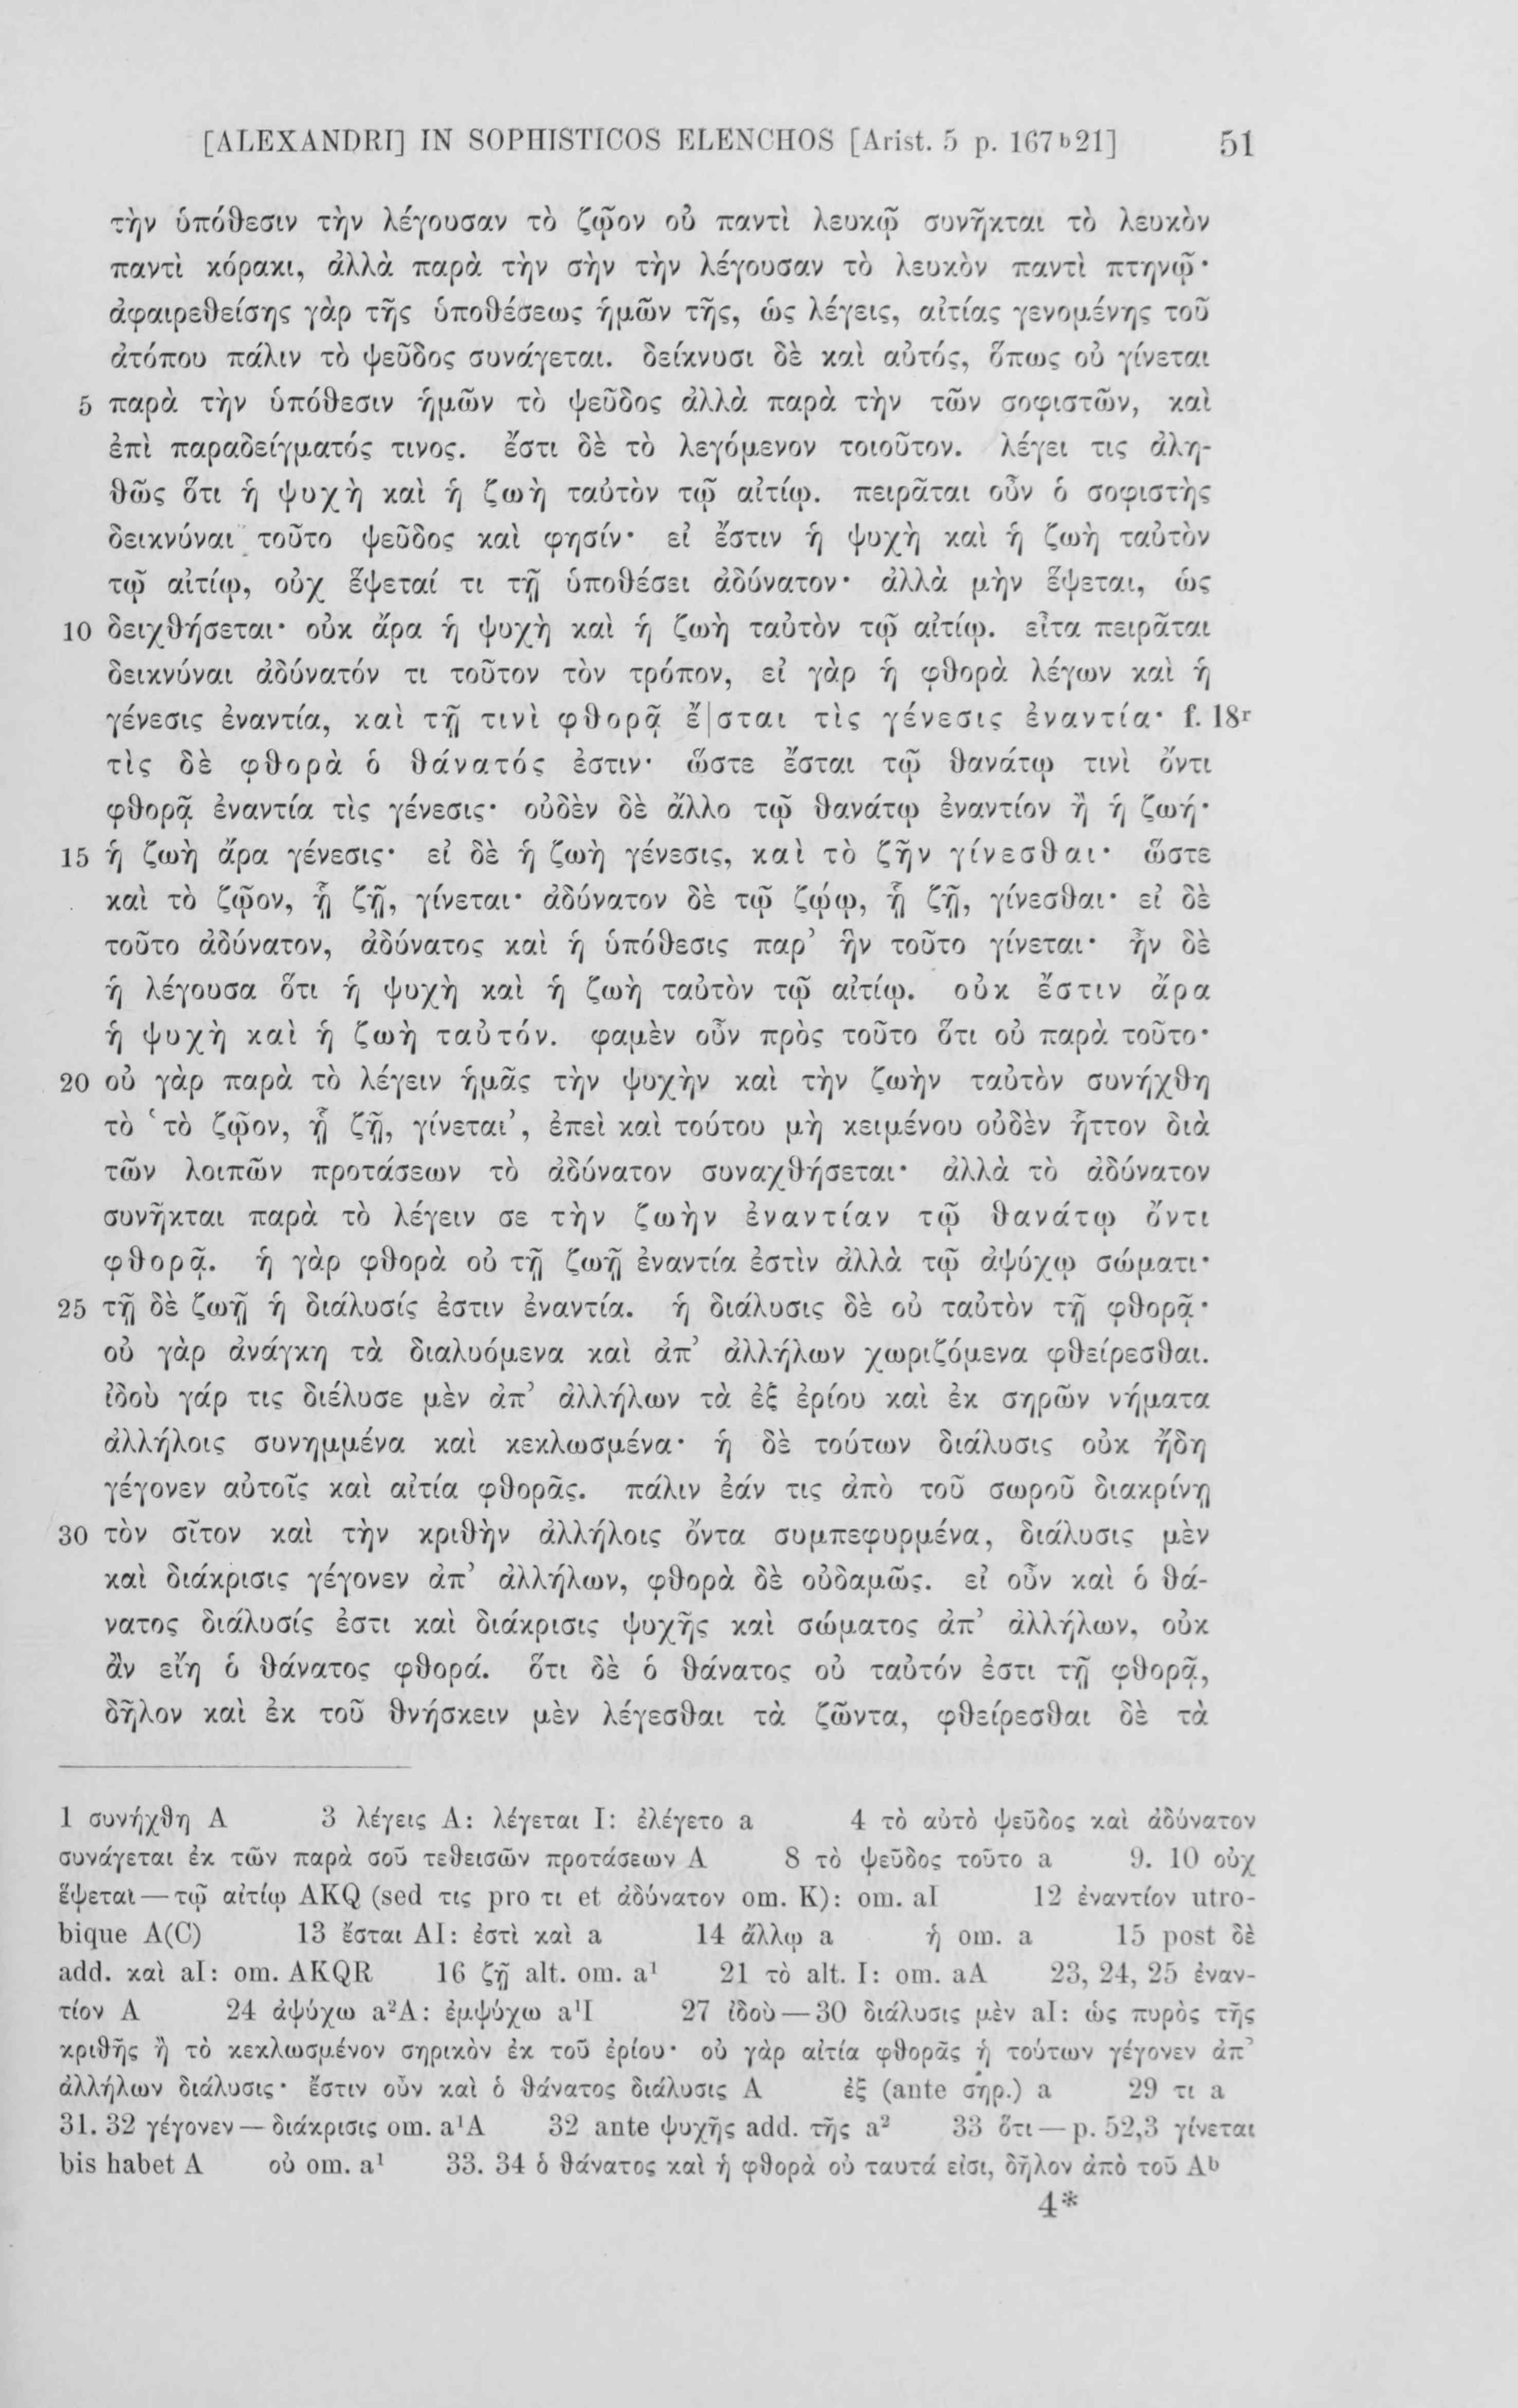 [ALEXANDRI] IN SOPHISTICOS ELENCHOS [Arist. 5 p. 167ᵇ21] 51
τὴν ὑπόθεσιν τὴν λέγουσαν τὸ ζῷον οὐ παντὶ λευκῷ συνῆκται τὸ λευκὸν
παντὶ κόρακι, ἀλλὰ παρὰ τὴν σὴν τὴν λέγουσαν τὸ λευκὸν παντὶ πτηνῷ·
ἀφαιρεθείσης γὰρ τῆς ὑποθέσεως ἡμῶν τῆς, ὡς λέγεις, αἰτίας γενομένης τοῦ
ἀτόπου πάλιν τὸ ψεῦδος συνάγεται. δείκνυσι δὲ καὶ αὐτός, ὅπως οὐ γίνεται
5 παρὰ τὴν ὑπόθεσιν ἡμῶν τὸ ψεῦδος ἀλλὰ παρὰ τὴν τῶν σοφιστῶν, καὶ
ἐπὶ παραδείγματός τινος. ἔστι δὲ τὸ λεγόμενον τοιοῦτον. λέγει τις ἀλη-
θῶς ὅτι ἡ ψυχὴ καὶ ἡ ζωὴ ταὐτὸν τῷ αἰτίῳ. πειρᾶται οὖν ὁ σοφιστὴς
δεικνύναι τοῦτο ψεῦδος καὶ φησίν· εἰ ἔστιν ἡ ψυχὴ καὶ ἡ ζωὴ ταὐτὸν
τῷ αἰτίῳ, οὐχ ἕψεταί τι τῇ ὑποθέσει ἀδύνατον· ἀλλὰ μὴν ἕψεται, ὡς
10 δειχθήσεται· οὐκ ἄρα ἡ ψυχὴ καὶ ἡ ζωὴ ταὐτὸν τῷ αἰτίῳ. εἶτα πειρᾶται
δεικνύναι ἀδύνατόν τι τοῦτον τὸν τρόπον, εἰ γὰρ ἡ φθορὰ λέγων καὶ ἡ
γένεσις ἐναντία, καὶ τῇ τινὶ φθορᾷ ἔ|σται τὶς γένεσις ἐναντία· f. 18ʳ
τὶς δὲ φθορὰ ὁ θάνατός ἐστιν· ὥστε ἔσται τῷ θανάτῳ τινὶ ὄντι
φθορᾷ ἐναντία τὶς γένεσις· οὐδὲν δὲ ἄλλο τῷ θανάτῳ ἐναντίον ἢ ἡ ζωή·
15 ἡ ζωὴ ἄρα γένεσις· εἰ δὲ ἡ ζωὴ γένεσις, καὶ τὸ ζῆν γίνεσθαι· ὥστε
καὶ τὸ ζῷον, ᾗ ζῇ, γίνεται· ἀδύνατον δὲ τῷ ζῴῳ, ᾗ ζῇ, γίνεσθαι· εἰ δὲ
τοῦτο ἀδύνατον, ἀδύνατος καὶ ἡ ὑπόθεσις παρ’ ἣν τοῦτο γίνεται· ἦν δὲ
ἡ λέγουσα ὅτι ἡ ψυχὴ καὶ ἡ ζωὴ ταὐτὸν τῷ αἰτίῳ. οὐκ ἔστιν ἄρα
ἡ ψυχὴ καὶ ἡ ζωὴ ταὐτόν. φαμὲν οὖν πρὸς τοῦτο ὅτι οὐ παρὰ τοῦτο·
20 οὐ γὰρ παρὰ τὸ λέγειν ἡμᾶς τὴν ψυχὴν καὶ τὴν ζωὴν ταὐτὸν συνήχθη
τὸ ‘τὸ ζῷον, ᾗ ζῇ, γίνεται’, ἐπεὶ καὶ τούτου μὴ κειμένου οὐδὲν ἧττον διὰ
τῶν λοιπῶν προτάσεων τὸ ἀδύνατον συναχθήσεται· ἀλλὰ τὸ ἀδύνατον
συνῆκται παρὰ τὸ λέγειν σε τὴν ζωὴν ἐναντίαν τῷ θανάτῳ ὄντι
φθορᾷ. ἡ γὰρ φθορὰ οὐ τῇ ζωῇ ἐναντία ἐστὶν ἀλλὰ τῷ ἀψύχῳ σώματι·
25 τῇ δὲ ζωῇ ἡ διάλυσίς ἐστιν ἐναντία. ἡ διάλυσις δὲ οὐ ταὐτὸν τῇ φθορᾷ·
οὐ γὰρ ἀνάγκη τὰ διαλυόμενα καὶ ἀπ’ ἀλλήλων χωριζόμενα φθείρεσθαι.
ἰδοὺ γάρ τις διέλυσε μὲν ἀπ’ ἀλλήλων τὰ ἐξ ἐρίου καὶ ἐκ σηρῶν νήματα
ἀλλήλοις συνημμένα καὶ κεκλωσμένα· ἡ δὲ τούτων διάλυσις οὐκ ἤδη
γέγονεν αὐτοῖς καὶ αἰτία φθορᾶς. πάλιν ἐάν τις ἀπὸ τοῦ σωροῦ διακρίνῃ
30 τὸν σῖτον καὶ τὴν κριθὴν ἀλλήλοις ὄντα συμπεφυρμένα, διάλυσις μὲν
καὶ διάκρισις γέγονεν ἀπ’ ἀλλήλων, φθορὰ δὲ οὐδαμῶς. εἰ οὖν καὶ ὁ θά-
νατος διάλυσίς ἐστι καὶ διάκρισις ψυχῆς καὶ σώματος ἀπ’ ἀλλήλων, οὐκ
ἂν εἴη ὁ θάνατος φθορά. ὅτι δὲ ὁ θάνατος οὐ ταὐτόν ἐστι τῇ φθορᾷ,
δῆλον καὶ ἐκ τοῦ θνήσκειν μὲν λέγεσθαι τὰ ζῶντα, φθείρεσθαι δὲ τὰ
1 συνήχθη A 3 λέγεις A: λέγεται I: ἐλέγετο a 4 τὸ αὐτὸ ψεῦδος καὶ ἀδύνατον
συνάγεται ἐκ τῶν παρὰ σοῦ τεθεισῶν προτάσεων A 8 τὸ ψεῦδος τοῦτο a 9. 10 οὐχ
ἕψεται — τῷ αἰτίῳ AKQ (sed τις pro τι et ἀδύνατον om. K): om. aI 12 ἐναντίον utro-
bique A(C) 13 ἔσται AI: ἐστὶ καὶ a 14 ἄλλῳ a ἡ om. a 15 post δὲ
add. καὶ aI: om. AKQR 16 ζῇ alt. om. a¹ 21 τὸ alt. I: om. aA 23, 24, 25 ἐναν-
τίον A 24 ἀψύχω a²A: ἐμψύχω a¹I 27 ἰδοὺ — 30 διάλυσις μὲν aI: ὡς πυρὸς τῆς
κριθῆς ἢ τὸ κεκλωσμένον σηρικὸν ἐκ τοῦ ἐρίου· οὐ γὰρ αἰτία φθορᾶς ἡ τούτων γέγονεν ἀπ’
ἀλλήλων διάλυσις· ἔστιν οὖν καὶ ὁ θάνατος διάλυσις A ἐξ (ante σηρ.) a 29 τι a
31. 32 γέγονεν — διάκρισις om. a¹A 32 ante ψυχῆς add. τῆς a² 33 ὅτι — p. 52,3 γίνεται
bis habet A οὐ om. a¹ 33. 34 ὁ θάνατος καὶ ἡ φθορὰ οὐ ταυτά εἰσι, δῆλον ἀπὸ τοῦ Aᵇ
4*